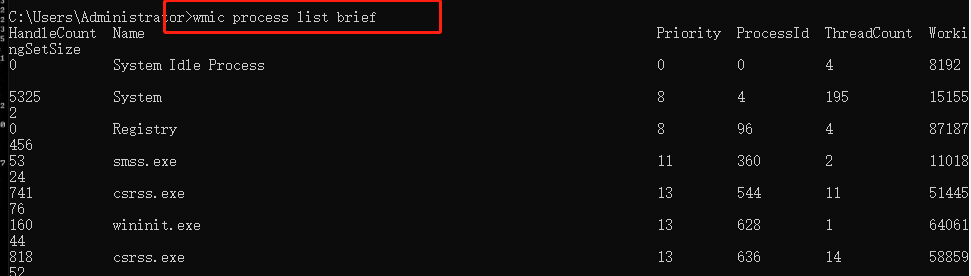 C:\Users\Administrator>wmic process list brief
HandleCount Name Priority ProcessId ThreadCount Worki
ngSetSize
0 System Idle Process 0 0 4 8192
5325 System 8 4 195 15155
2
0 Registry 8 96 4 87187
456
53 smss.exe 11 360 2 11018
24
741 csrss.exe 13 544 11 51445
76
160 wininit.exe 13 628 1 64061
44
818 csrss.exe 13 636 14 58859
52